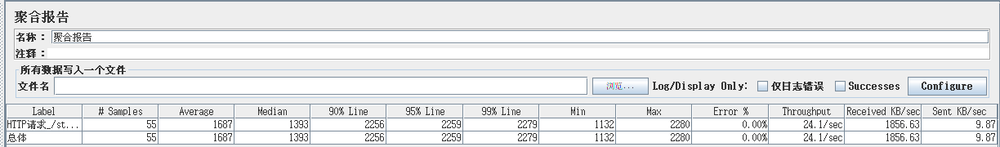 聚合报告
名称： 聚合报告
注释：
所有数据写入一个文件
文件名 浏览... Log/Display Only: 仅日志错误 Successes Configure
Label # Samples Average Median 90% Line 95% Line 99% Line Min Max Error % Throughput Received KB/sec Sent KB/sec
HTTP请求_/st... 55 1687 1393 2256 2259 2279 1132 2280 0.00% 24.1/sec 1856.63 9.87
总体 55 1687 1393 2256 2259 2279 1132 2280 0.00% 24.1/sec 1856.63 9.87